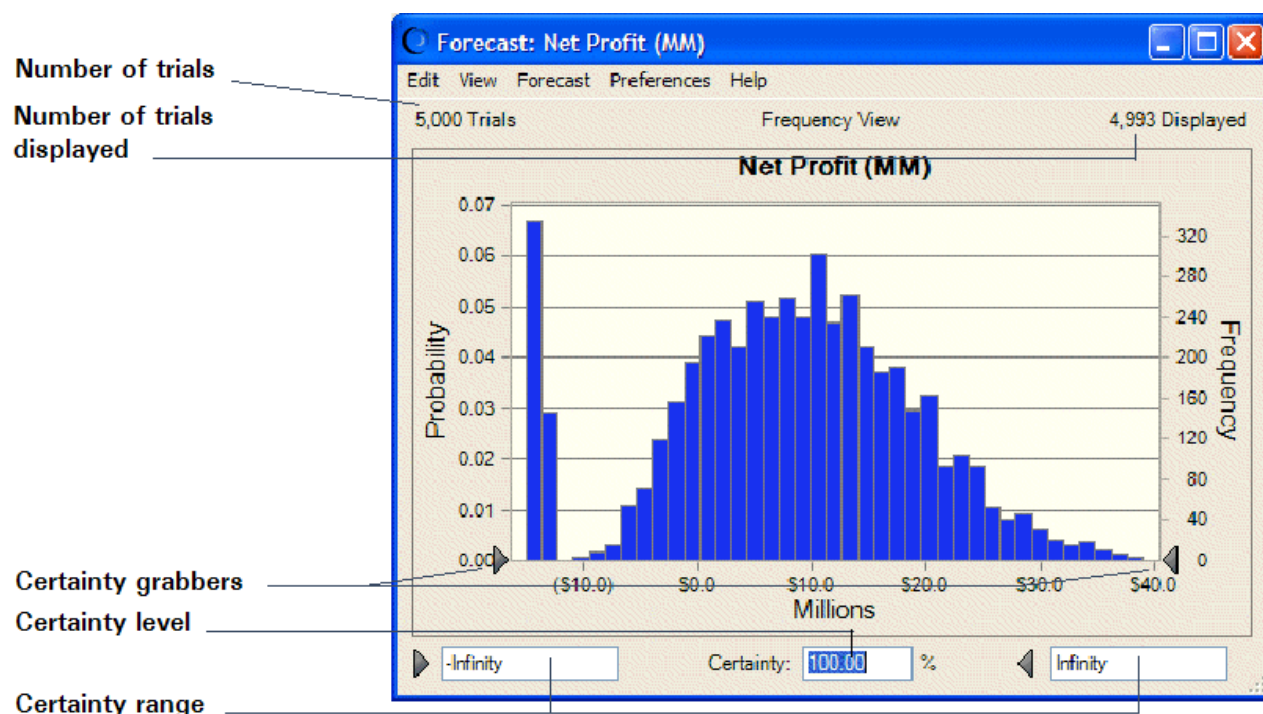 Forecast: Net Profit (MM)
Edit View Forecast Preferences Help
Number of trials
5,000 Trials Frequency View 4,993 Displayed
Number of trials
displayed
Net Profit (MM)
0.07
0.06
0.05
0.04
0.03
0.02
0.01
0.00
Probability
320
280
240
200
160
120
80
40
0
Frequency
($10.0) $0.0 $10.0 $20.0 $30.0 $40.0
Millions
Certainty grabbers
Certainty level
-Infinity Certainty: 100.00 % Infinity
Certainty range